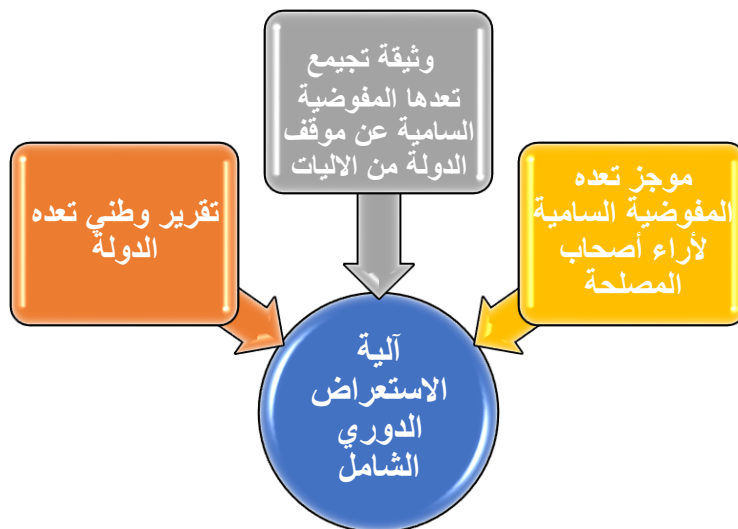 وثيقة تجيمع
تعدها المفوضية
السامية عن موقف
الدولة من الاليات
موجز تعده
المفوضية السامية
لأراء أصحاب
المصلحة
تقرير وطني تعده
الدولة
آلية
الاستعراض
الدوري
الشامل